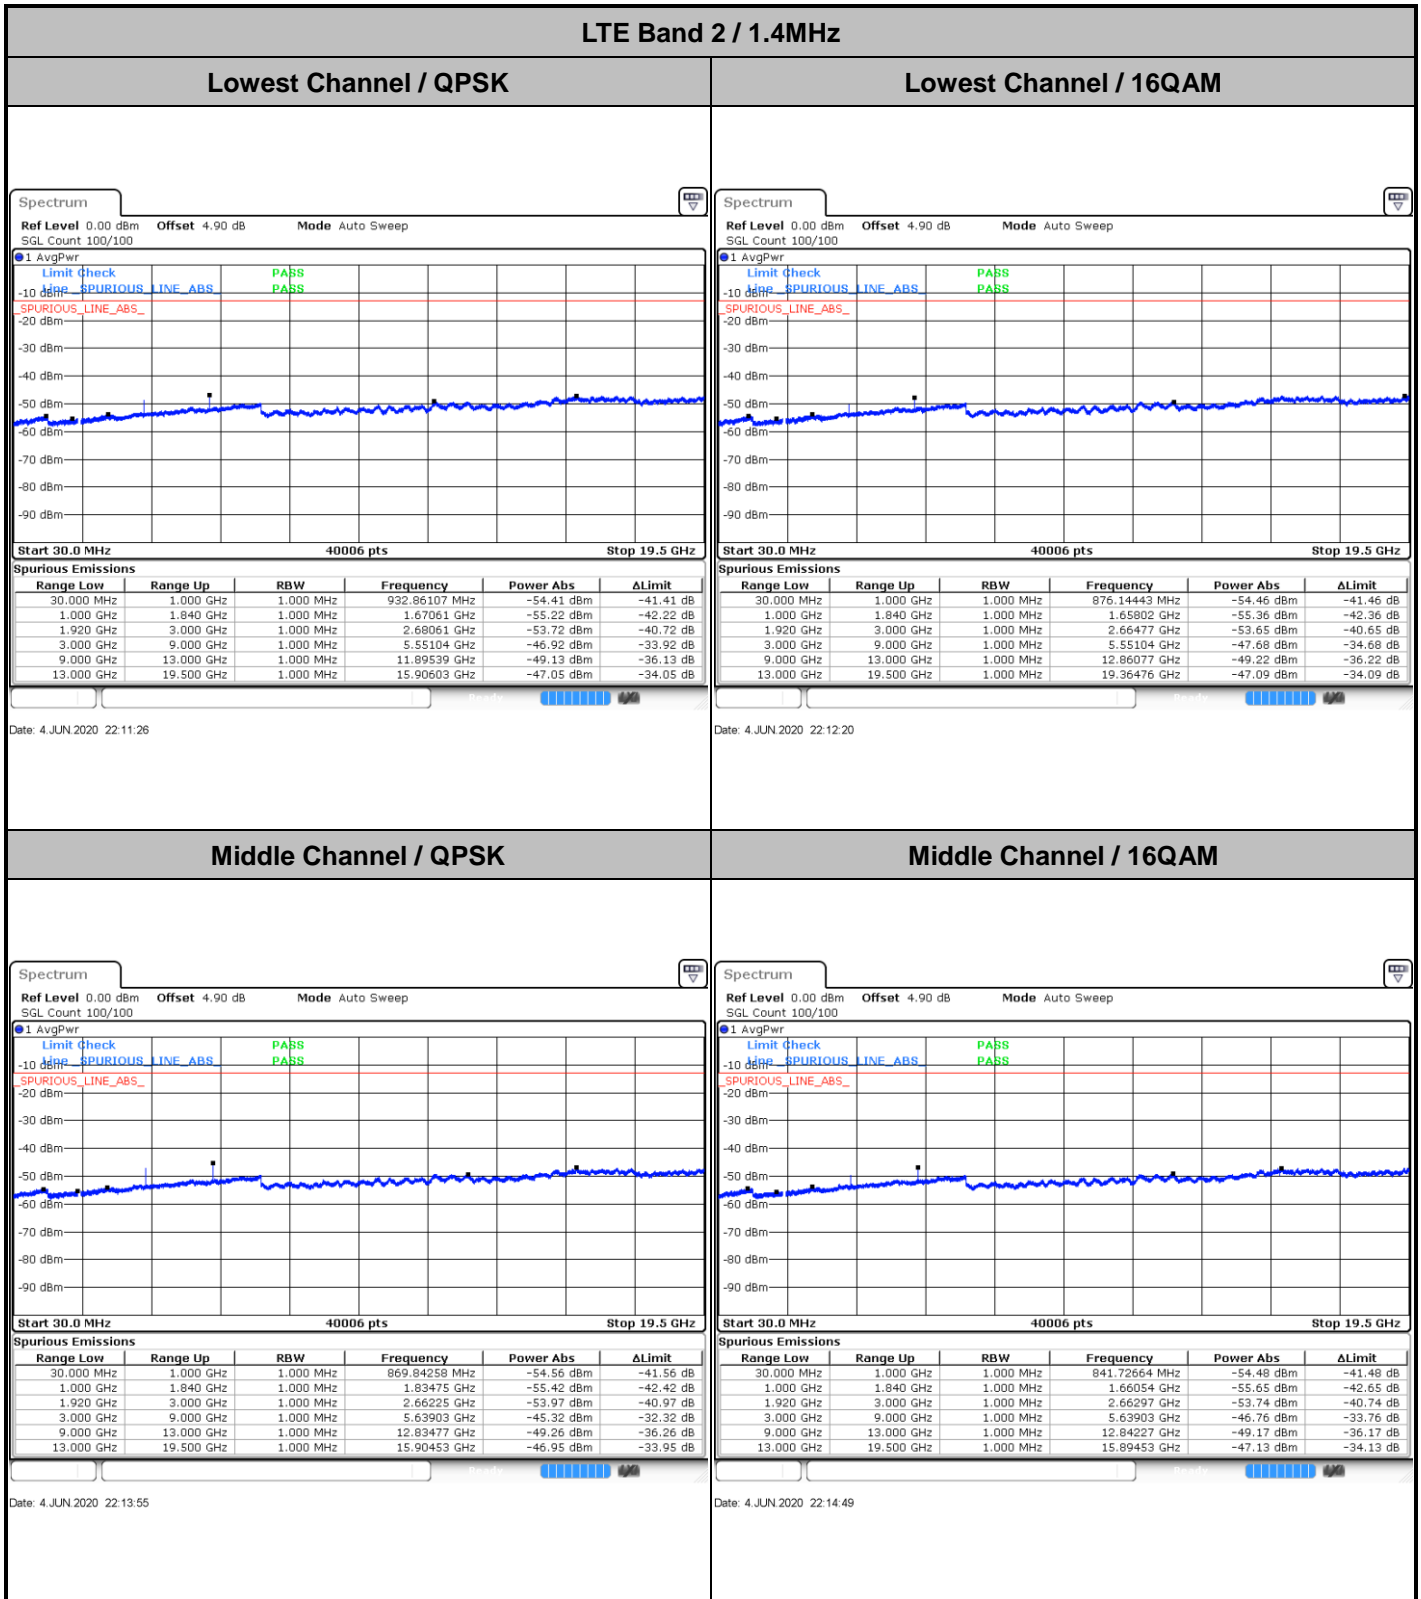 LTE Band 2 / 1.4MHz
Lowest Channel / QPSK
Spectrum
Ref Level 0.00 dBm Offset 4.90 dB Mode Auto Sweep
SGL Count 100/100
1 AvgPwr
Limit Check PASS
Line _SPURIOUS_LINE_ABS_ PASS
-10 dBm
_SPURIOUS_LINE_ABS_
-20 dBm
-30 dBm
-40 dBm
-50 dBm
-60 dBm
-70 dBm
-80 dBm
-90 dBm
Start 30.0 MHz 40006 pts Stop 19.5 GHz
Spurious Emissions
Range Low Range Up RBW Frequency Power Abs ΔLimit
30.000 MHz 1.000 GHz 1.000 MHz 932.86107 MHz -54.41 dBm -41.41 dB
1.000 GHz 1.840 GHz 1.000 MHz 1.67061 GHz -55.22 dBm -42.22 dB
1.920 GHz 3.000 GHz 1.000 MHz 2.68061 GHz -53.72 dBm -40.72 dB
3.000 GHz 9.000 GHz 1.000 MHz 5.55104 GHz -46.92 dBm -33.92 dB
9.000 GHz 13.000 GHz 1.000 MHz 11.89539 GHz -49.13 dBm -36.13 dB
13.000 GHz 19.500 GHz 1.000 MHz 15.90603 GHz -47.05 dBm -34.05 dB
Ready
Date: 4.JUN.2020 22:11:26
Lowest Channel / 16QAM
Spectrum
Ref Level 0.00 dBm Offset 4.90 dB Mode Auto Sweep
SGL Count 100/100
1 AvgPwr
Limit Check PASS
Line _SPURIOUS_LINE_ABS_ PASS
-10 dBm
_SPURIOUS_LINE_ABS_
-20 dBm
-30 dBm
-40 dBm
-50 dBm
-60 dBm
-70 dBm
-80 dBm
-90 dBm
Start 30.0 MHz 40006 pts Stop 19.5 GHz
Spurious Emissions
Range Low Range Up RBW Frequency Power Abs ΔLimit
30.000 MHz 1.000 GHz 1.000 MHz 876.14443 MHz -54.46 dBm -41.46 dB
1.000 GHz 1.840 GHz 1.000 MHz 1.65802 GHz -55.36 dBm -42.36 dB
1.920 GHz 3.000 GHz 1.000 MHz 2.66477 GHz -53.65 dBm -40.65 dB
3.000 GHz 9.000 GHz 1.000 MHz 5.55104 GHz -47.68 dBm -34.68 dB
9.000 GHz 13.000 GHz 1.000 MHz 12.86077 GHz -49.22 dBm -36.22 dB
13.000 GHz 19.500 GHz 1.000 MHz 19.36476 GHz -47.09 dBm -34.09 dB
Ready
Date: 4.JUN.2020 22:12:20
Middle Channel / QPSK
Spectrum
Ref Level 0.00 dBm Offset 4.90 dB Mode Auto Sweep
SGL Count 100/100
1 AvgPwr
Limit Check PASS
Line _SPURIOUS_LINE_ABS_ PASS
-10 dBm
_SPURIOUS_LINE_ABS_
-20 dBm
-30 dBm
-40 dBm
-50 dBm
-60 dBm
-70 dBm
-80 dBm
-90 dBm
Start 30.0 MHz 40006 pts Stop 19.5 GHz
Spurious Emissions
Range Low Range Up RBW Frequency Power Abs ΔLimit
30.000 MHz 1.000 GHz 1.000 MHz 869.84258 MHz -54.56 dBm -41.56 dB
1.000 GHz 1.840 GHz 1.000 MHz 1.83475 GHz -55.42 dBm -42.42 dB
1.920 GHz 3.000 GHz 1.000 MHz 2.66225 GHz -53.97 dBm -40.97 dB
3.000 GHz 9.000 GHz 1.000 MHz 5.63903 GHz -45.32 dBm -32.32 dB
9.000 GHz 13.000 GHz 1.000 MHz 12.83477 GHz -49.26 dBm -36.26 dB
13.000 GHz 19.500 GHz 1.000 MHz 15.90453 GHz -46.95 dBm -33.95 dB
Ready
Date: 4.JUN.2020 22:13:55
Middle Channel / 16QAM
Spectrum
Ref Level 0.00 dBm Offset 4.90 dB Mode Auto Sweep
SGL Count 100/100
1 AvgPwr
Limit Check PASS
Line _SPURIOUS_LINE_ABS_ PASS
-10 dBm
_SPURIOUS_LINE_ABS_
-20 dBm
-30 dBm
-40 dBm
-50 dBm
-60 dBm
-70 dBm
-80 dBm
-90 dBm
Start 30.0 MHz 40006 pts Stop 19.5 GHz
Spurious Emissions
Range Low Range Up RBW Frequency Power Abs ΔLimit
30.000 MHz 1.000 GHz 1.000 MHz 841.72664 MHz -54.48 dBm -41.48 dB
1.000 GHz 1.840 GHz 1.000 MHz 1.66054 GHz -55.65 dBm -42.65 dB
1.920 GHz 3.000 GHz 1.000 MHz 2.66297 GHz -53.74 dBm -40.74 dB
3.000 GHz 9.000 GHz 1.000 MHz 5.63903 GHz -46.76 dBm -33.76 dB
9.000 GHz 13.000 GHz 1.000 MHz 12.84227 GHz -49.17 dBm -36.17 dB
13.000 GHz 19.500 GHz 1.000 MHz 15.89453 GHz -47.13 dBm -34.13 dB
Ready
Date: 4.JUN.2020 22:14:49